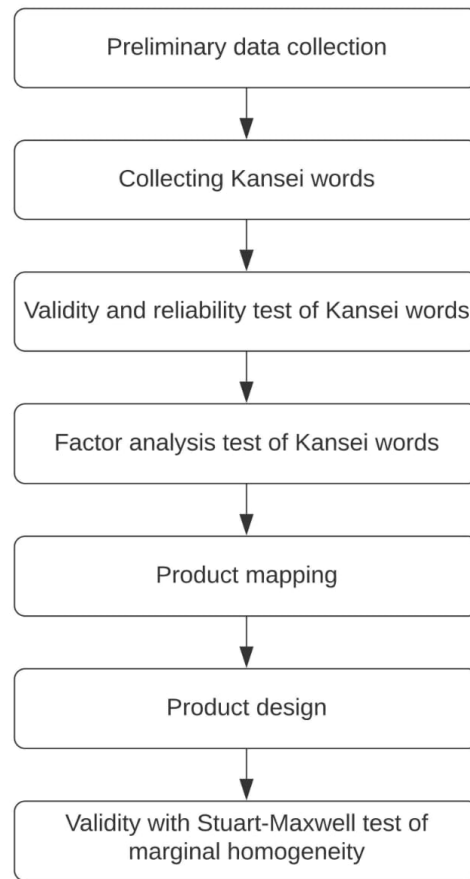 Preliminary data collection
Collecting Kansei words
Validity and reliability test of Kansei words
Factor analysis test of Kansei words
Product mapping
Product design
Validity with Stuart-Maxwell test of
marginal homogeneity